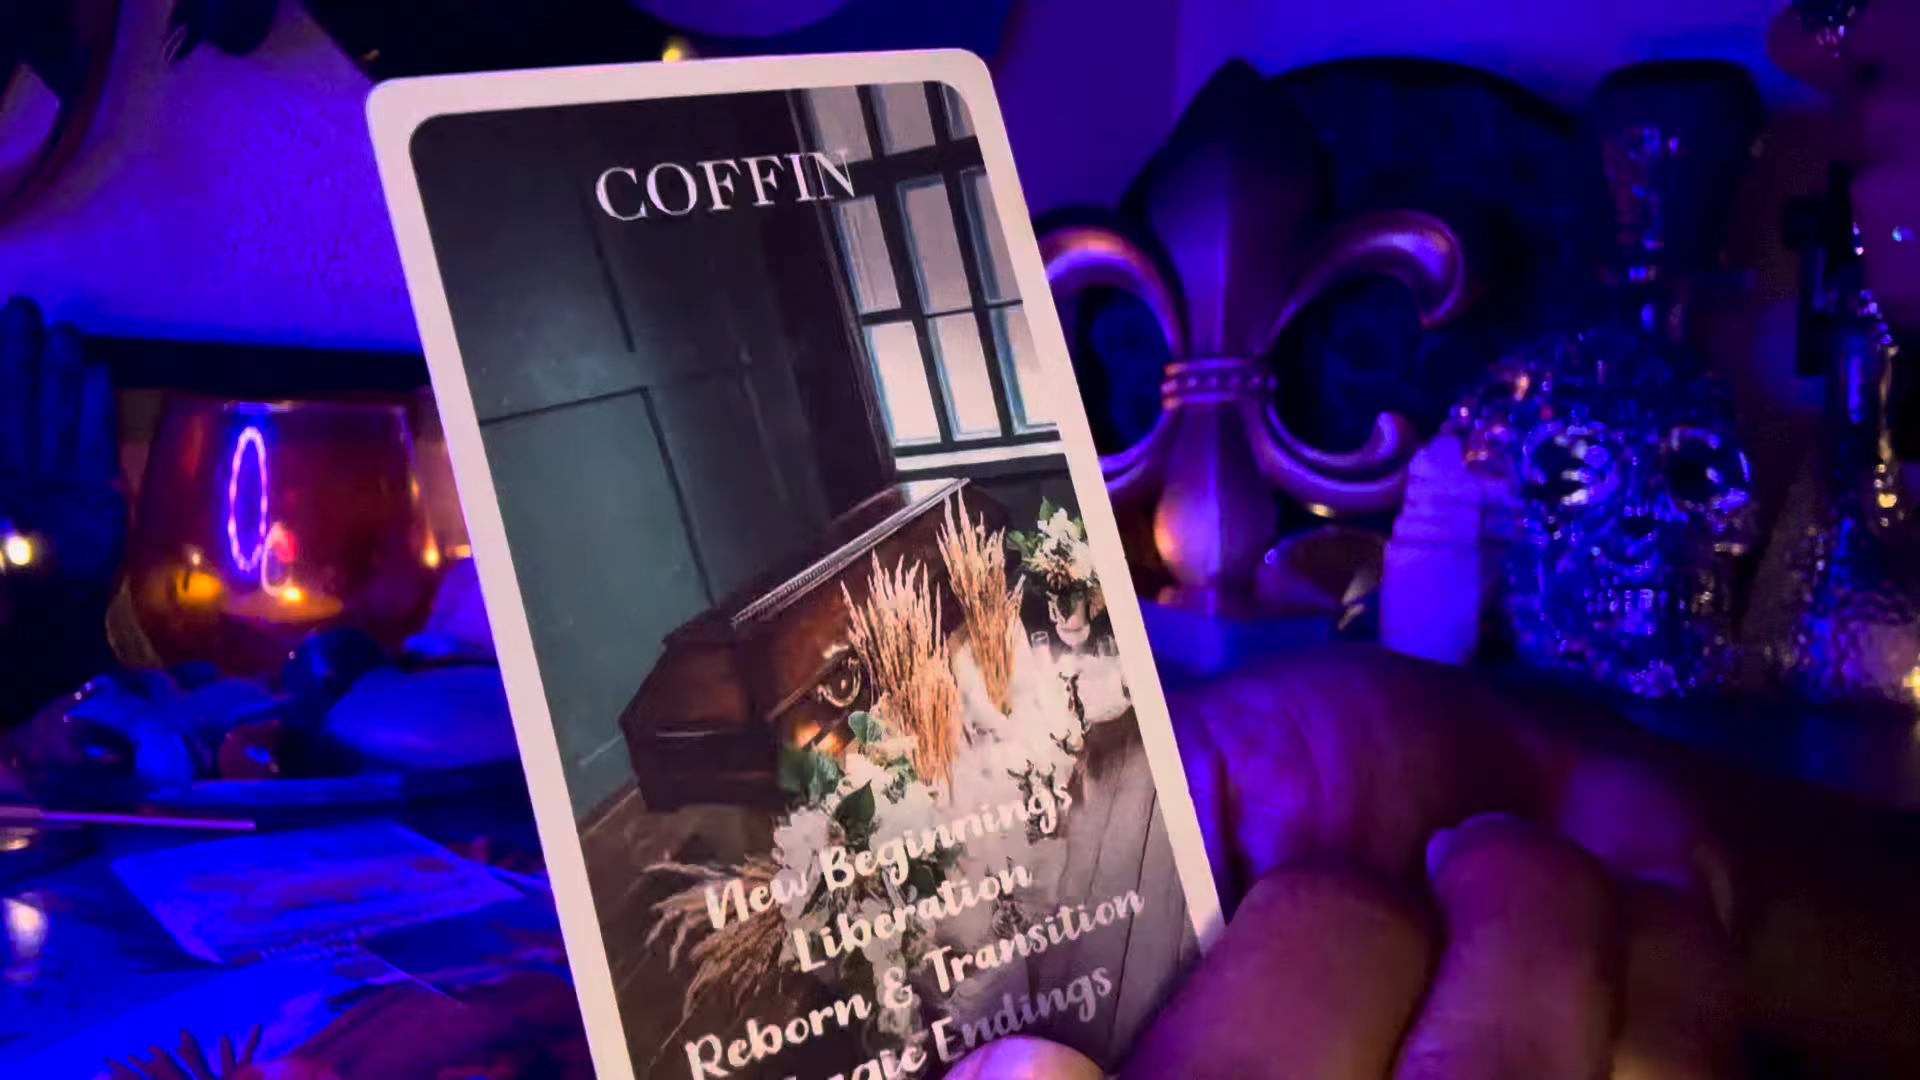 COFFIN
New Beginnings
Liberation
Reborn & Transition
Endings